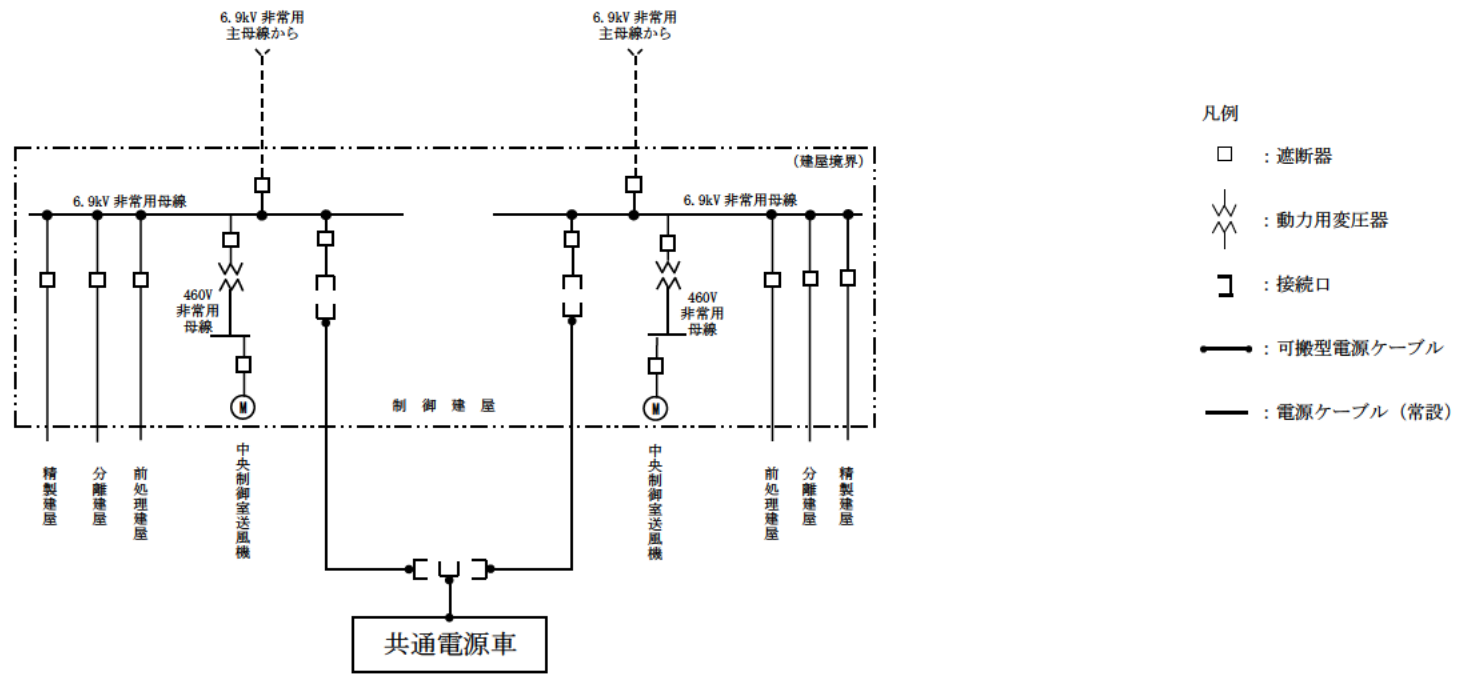 6.9kV 非常用
主母線から
6.9kV 非常用
主母線から
(建屋境界)
6.9kV 非常用母線
6.9kV 非常用母線
460V
非常用
母線
460V
非常用
母線
M
M
制御建屋
精製建屋
分離建屋
前処理建屋
中央制御室送風機
中央制御室送風機
前処理建屋
分離建屋
精製建屋
共通電源車
凡例
：遮断器
：動力用変圧器
：接続口
：可搬型電源ケーブル
：電源ケーブル（常設）